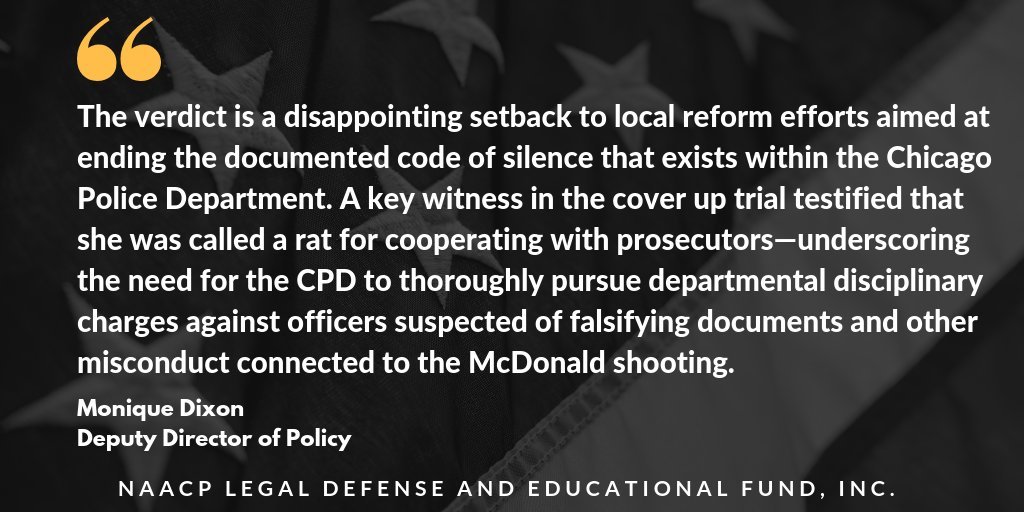 The verdict is a disappointing setback to local reform efforts aimed at
ending the documented code of silence that exists within the Chicago
Police Department. A key witness in the cover up trial testified that
she was called a rat for cooperating with prosecutors—underscoring
the need for the CPD to thoroughly pursue departmental disciplinary
charges against officers suspected of falsifying documents and other
misconduct connected to the McDonald shooting.
Monique Dixon
Deputy Director of Policy
NAACP LEGAL DEFENSE AND EDUCATIONAL FUND, INC.